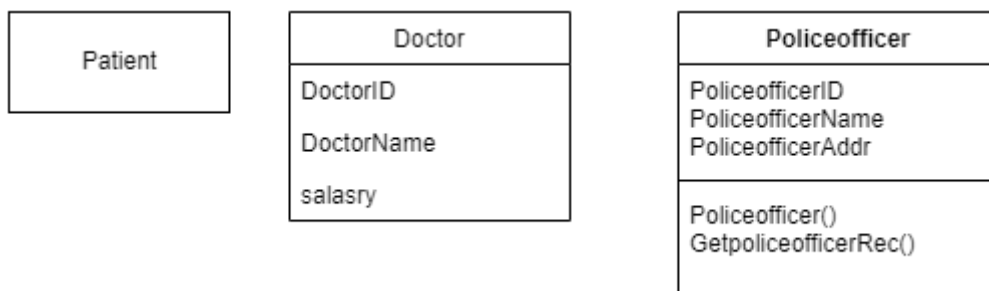 Patient
Doctor
DoctorID
DoctorName
salasry
Policeofficer
PoliceofficerID
PoliceofficerName
PoliceofficerAddr
Policeofficer()
GetpoliceofficerRec()